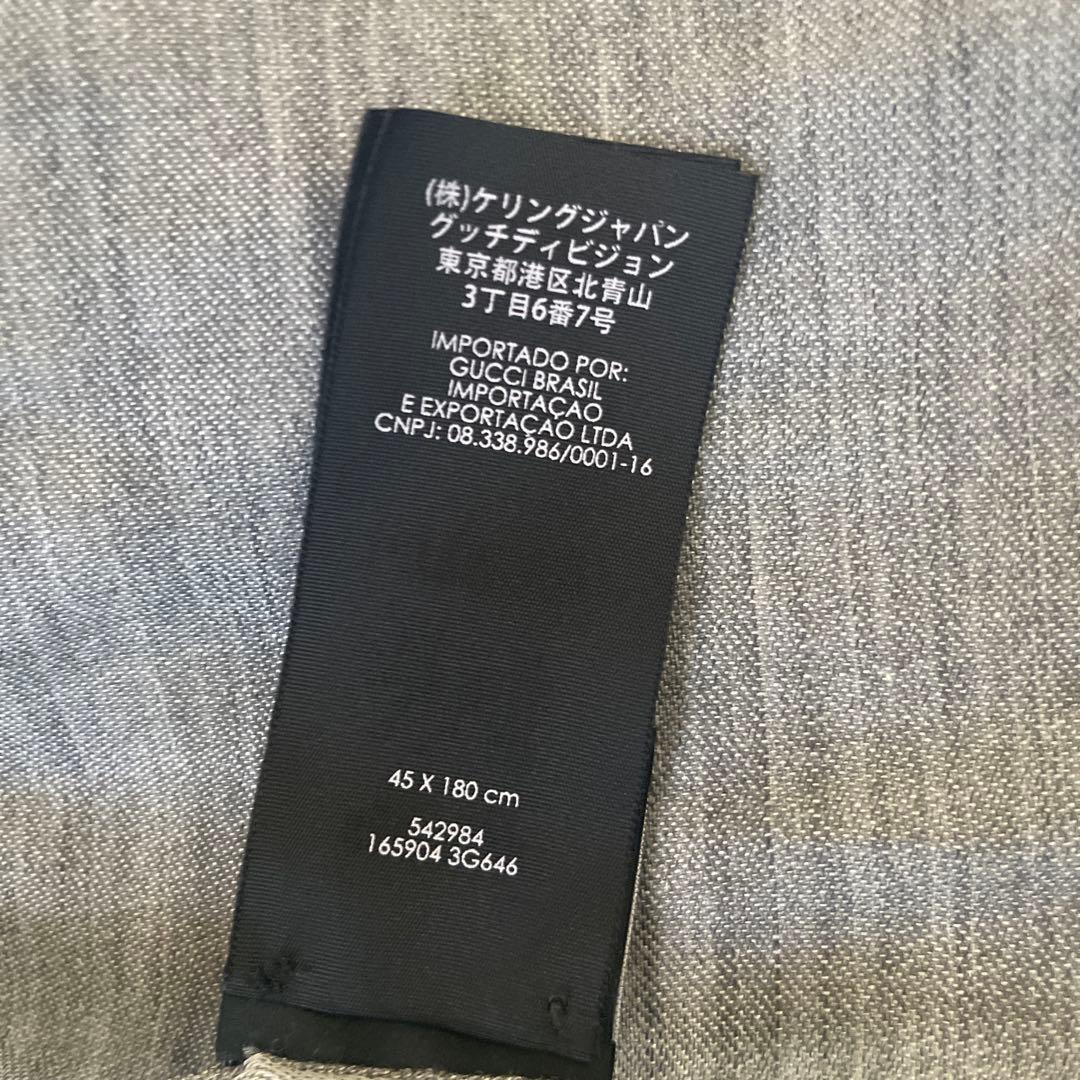 (株)ケリングジャパン
グッチディビジョン
東京都港区北青山
3丁目6番7号
IMPORTADO POR:
GUCCI BRASIL
IMPORTAÇAO
E EXPORTAÇAO LTDA
CNPJ: 08.338.986/0001-16
45 X 180 cm
542984
165904 3G646